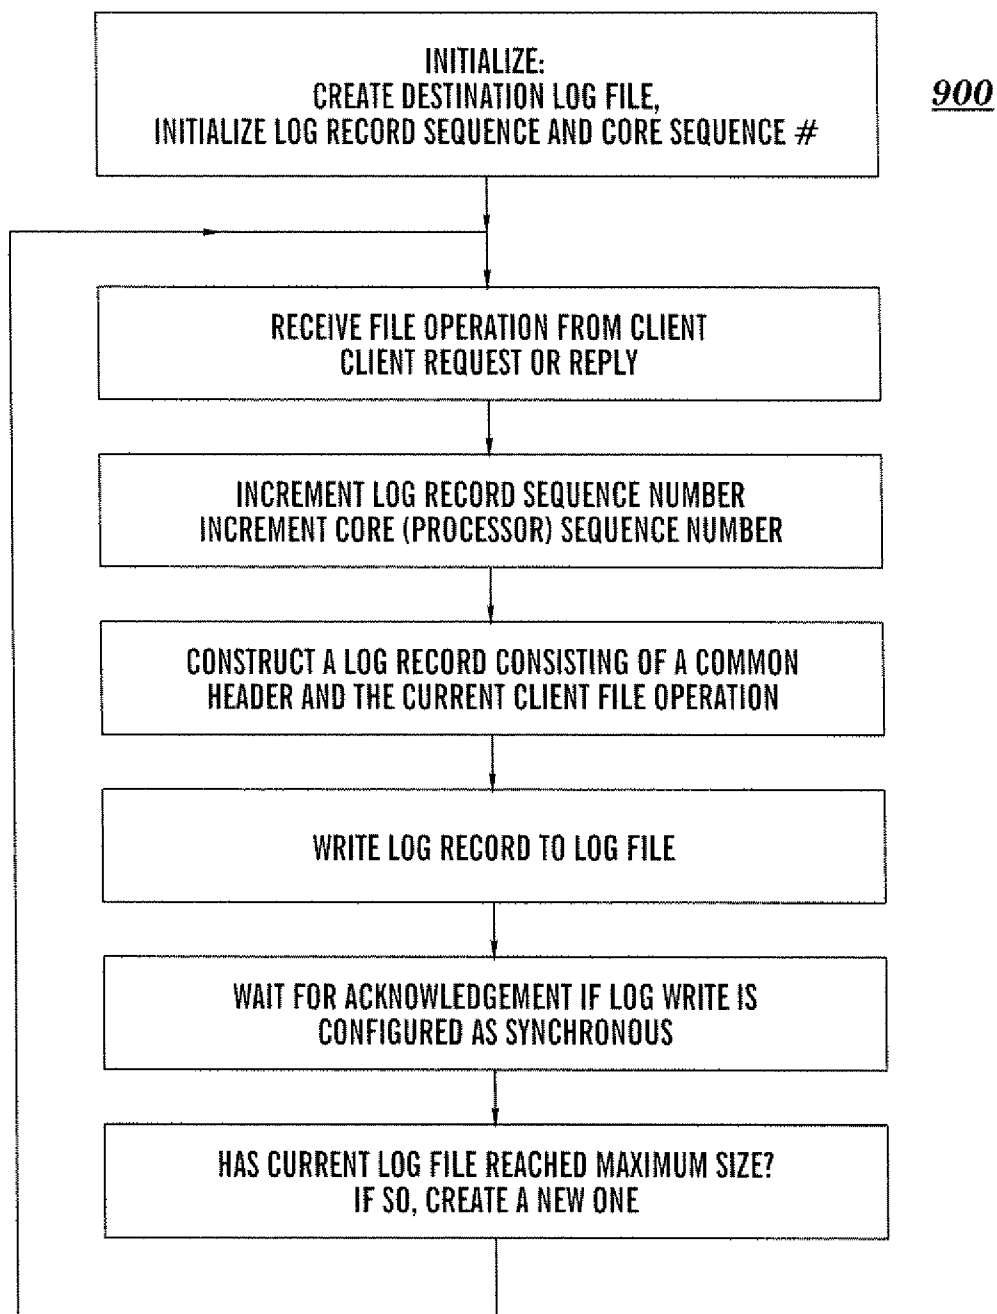 INITIALIZE:
CREATE DESTINATION LOG FILE,
INITIALIZE LOG RECORD SEQUENCE AND CORE SEQUENCE #
900
RECEIVE FILE OPERATION FROM CLIENT
CLIENT REQUEST OR REPLY
INCREMENT LOG RECORD SEQUENCE NUMBER
INCREMENT CORE (PROCESSOR) SEQUENCE NUMBER
CONSTRUCT A LOG RECORD CONSISTING OF A COMMON
HEADER AND THE CURRENT CLIENT FILE OPERATION
WRITE LOG RECORD TO LOG FILE
WAIT FOR ACKNOWLEDGEMENT IF LOG WRITE IS
CONFIGURED AS SYNCHRONOUS
HAS CURRENT LOG FILE REACHED MAXIMUM SIZE?
IF SO, CREATE A NEW ONE